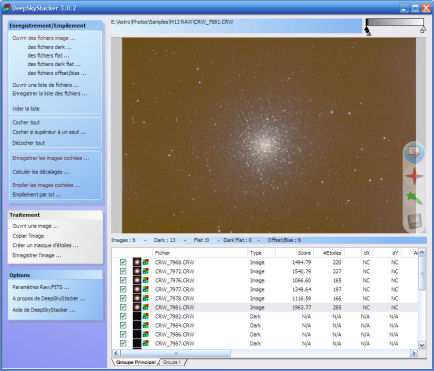 DeepSkyStacker 3.0.2
Enregistrement/Empilement
Ouvrir des fichiers image ...
des fichiers dark ...
des fichiers flat ...
des fichiers dark flat ...
des fichiers offset/bias ...
Ouvrir une liste de fichiers ...
Enregistrer la liste des fichiers ...
Vider la liste
Cocher tout
Cocher si supérieur à un seuil ...
Décocher tout
Enregistrer les images cochées ...
Calculer les décalages ...
Empiler les images cochées ...
Empilement par lot ...
Traitement
Ouvrir une image ...
Copier l'image
Créer un masque d'étoiles ...
Enregistrer l'image ...
Options
Paramètres Raw/FITS ...
A propos de DeepSkyStacker ...
Aide de DeepSkyStacker ...
E:\Astro\Photos\Samples\M13 RAW\CRW_7981.CRW
Images : 6 - Dark : 13 - Flat :0 - Dark Flat : 0 - Offset/Bias : 6
Fichier Type Score #Etoiles dX dY
CRW_7968.CRW Image 1494.79 220 NC NC
CRW_7972.CRW Image 1540.79 227 NC NC
CRW_7976.CRW Image 1066.60 165 NC NC
CRW_7977.CRW Image 1348.64 197 NC NC
CRW_7978.CRW Image 1116.59 166 NC NC
CRW_7981.CRW Image 1963.77 285 NC NC
CRW_7982.CRW Dark N/A N/A N/A N/A
CRW_7984.CRW Dark N/A N/A N/A N/A
CRW_7986.CRW Dark N/A N/A N/A N/A
CRW_7987.CRW Dark N/A N/A N/A N/A
Groupe Principal Groupe 1